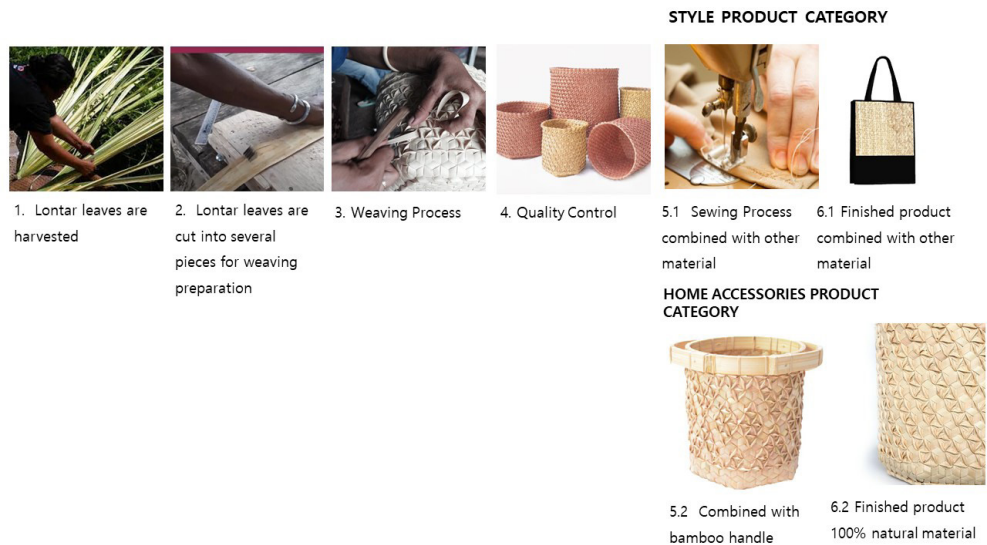 STYLE PRODUCT CATEGORY
1. Lontar leaves are
harvested
2. Lontar leaves are
cut into several
pieces for weaving
preparation
3. Weaving Process
4. Quality Control
5.1 Sewing Process
combined with other
material
6.1 Finished product
combined with other
material
HOME ACCESSORIES PRODUCT
CATEGORY
5.2 Combined with
bamboo handle
6.2 Finished product
100% natural material